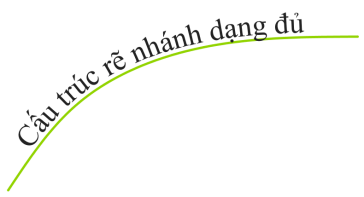 Cấu trúc rẽ nhánh dạng đủ